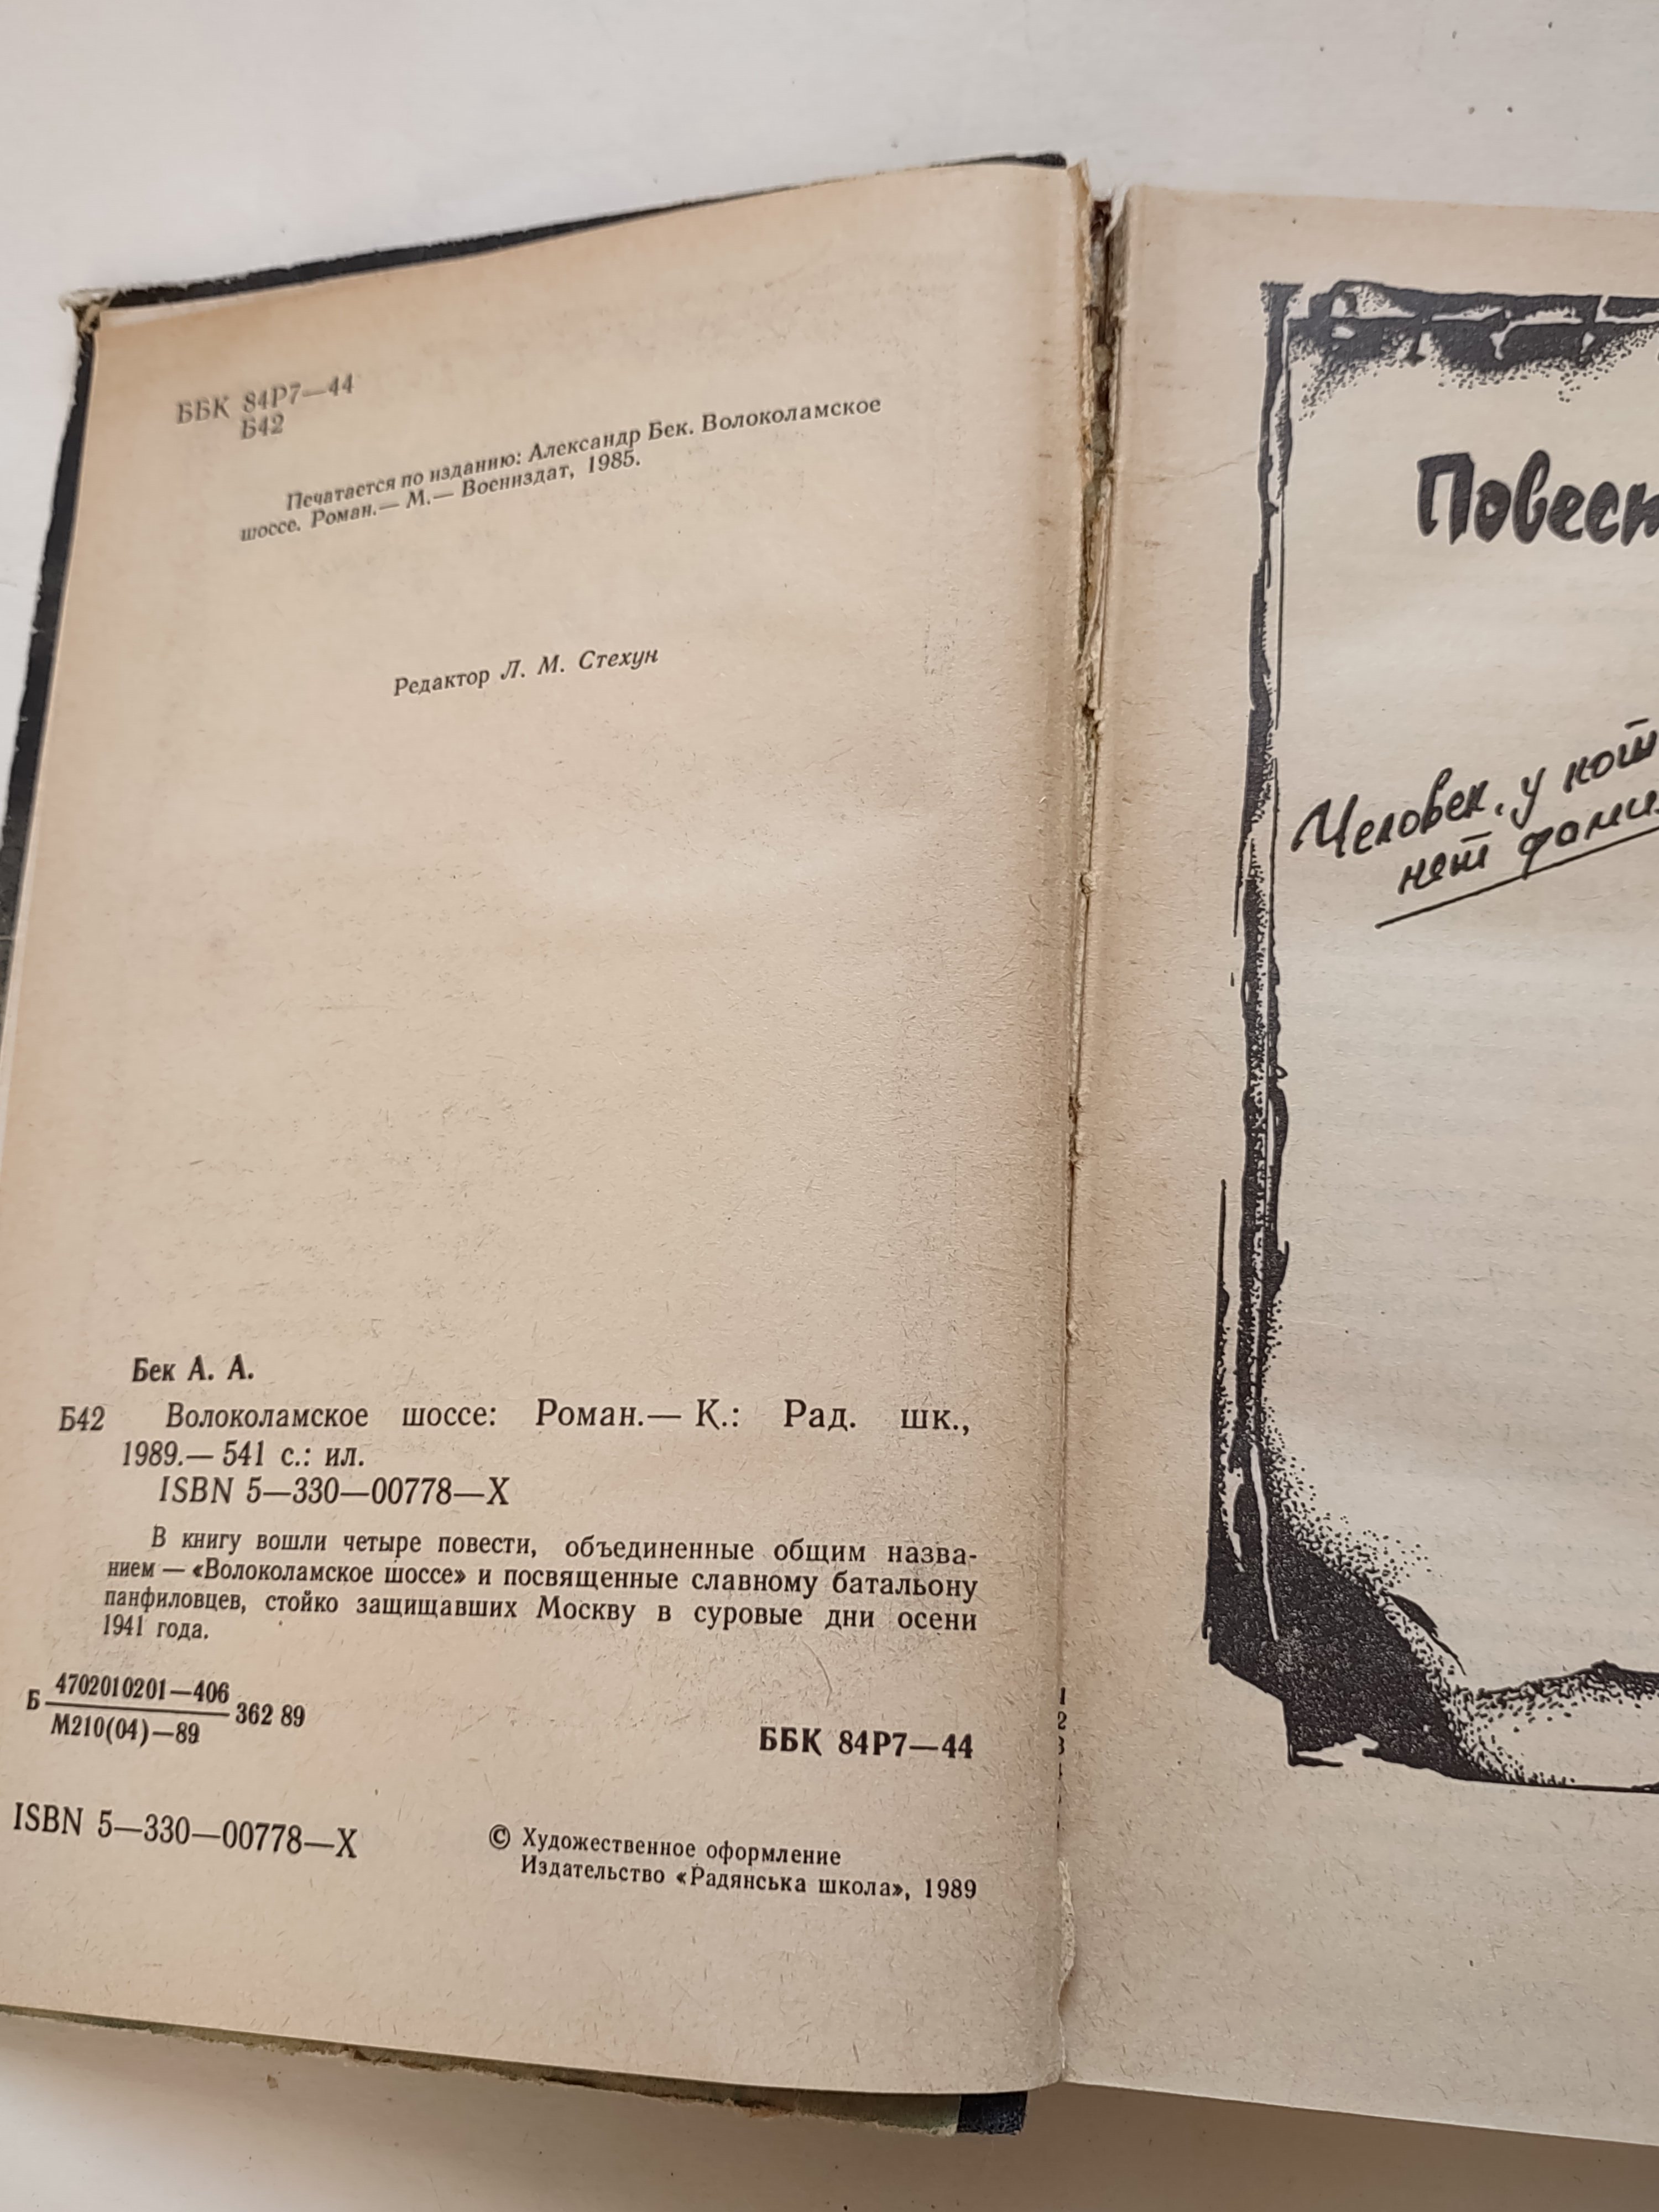 ББК 84Р7—44
Б42
Печатается по изданию: Александр Бек. Волоколамское
шоссе. Роман.— М.— Воениздат, 1985.
Редактор Л. М. Стехун
Бек А. А.
Б42 Волоколамское шоссе: Роман.— К.: Рад. шк.,
1989.— 541 с.: ил.
ISBN 5—330—00778—X
В книгу вошли четыре повести, объединенные общим назва-
нием — «Волоколамское шоссе» и посвященные славному батальону
панфиловцев, стойко защищавших Москву в суровые дни осени
1941 года.
Б 4702010201—406 362 89
М210(04)—89
ББК 84Р7—44
ISBN 5—330—00778—X
© Художественное оформление
Издательство «Радянська школа», 1989
Человек, у
нет